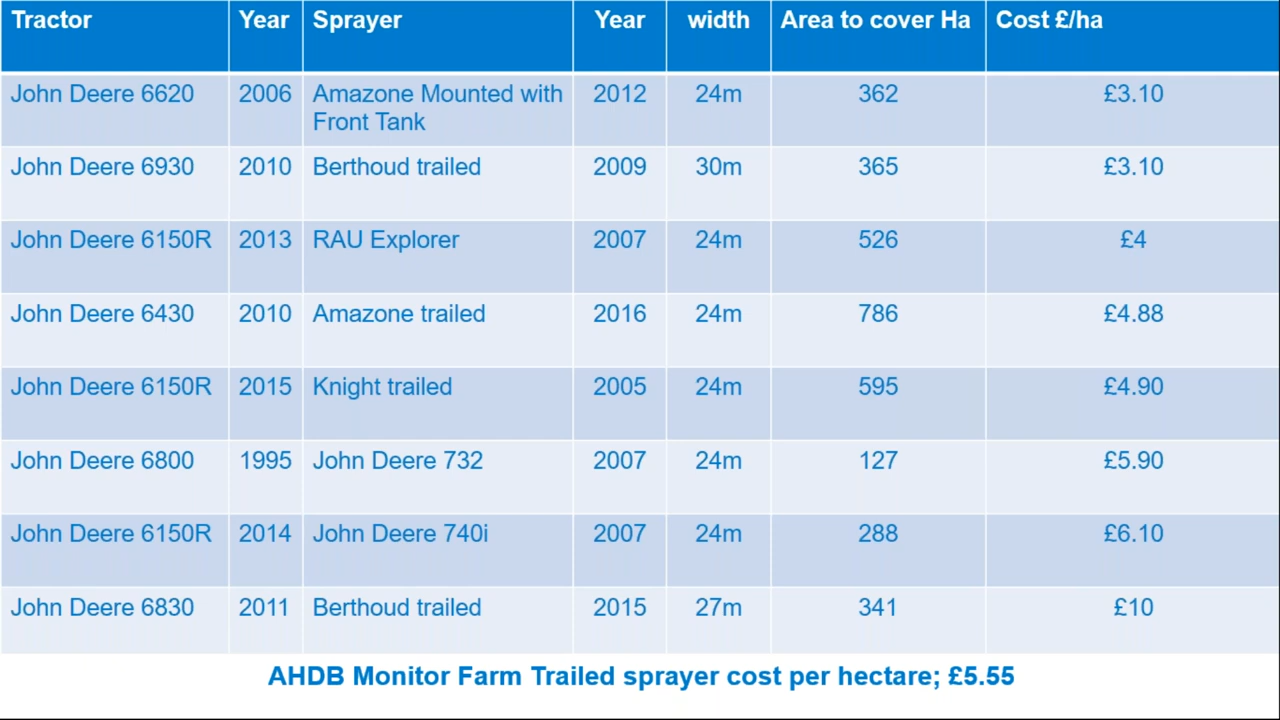 Tractor Year Sprayer Year width Area to cover Ha Cost £/ha
John Deere 6620 2006 Amazone Mounted with Front Tank 2012 24m 362 £3.10
John Deere 6930 2010 Berthoud trailed 2009 30m 365 £3.10
John Deere 6150R 2013 RAU Explorer 2007 24m 526 £4
John Deere 6430 2010 Amazone trailed 2016 24m 786 £4.88
John Deere 6150R 2015 Knight trailed 2005 24m 595 £4.90
John Deere 6800 1995 John Deere 732 2007 24m 127 £5.90
John Deere 6150R 2014 John Deere 740i 2007 24m 288 £6.10
John Deere 6830 2011 Berthoud trailed 2015 27m 341 £10
AHDB Monitor Farm Trailed sprayer cost per hectare; £5.55